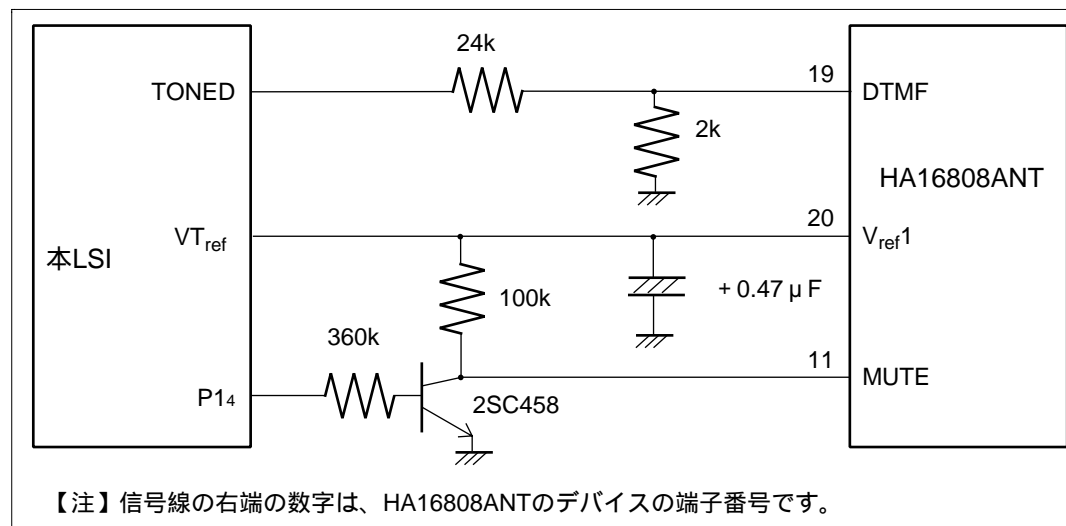 24k
TONED
19
DTMF
2k
HA16808ANT
20
本LSI
VTref
Vref1
100k
+ 0.47 μ F
360k
11
MUTE
P14
2SC458
【注】信号線の右端の数字は、HA16808ANTのデバイスの端子番号です。